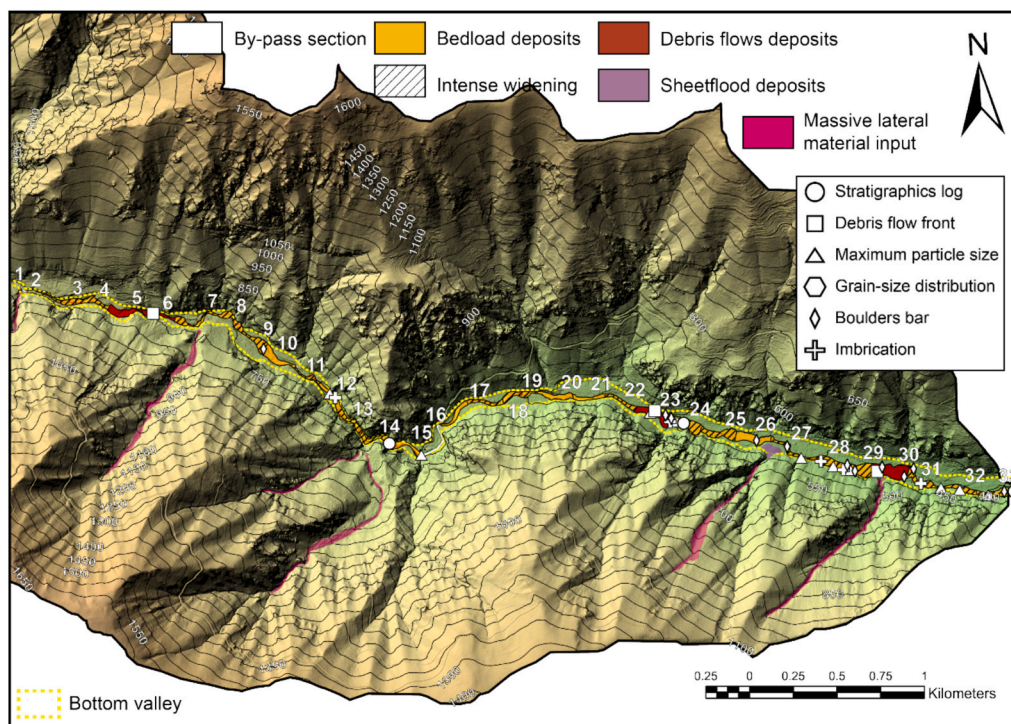 By-pass section
Bedload deposits
Debris flows deposits
Intense widening
Sheetflood deposits
Massive lateral
material input
N
Stratigraphics log
Debris flow front
Maximum particle size
Grain-size distribution
Boulders bar
Imbrication
1550
1600
1450
1400
1350
1300
1250
1200
1150
1100
1050
1000
950
900
850
900
650
600
1 2 3 4 5 6 7 8 9 10 11 12 13 14 15 16 17 18 19 20 21 22 23 24 25 26 27 28 29 30 31 32
750
1550
1100
0.25 0 0.25 0.5 0.75 1
Kilometers
Bottom valley